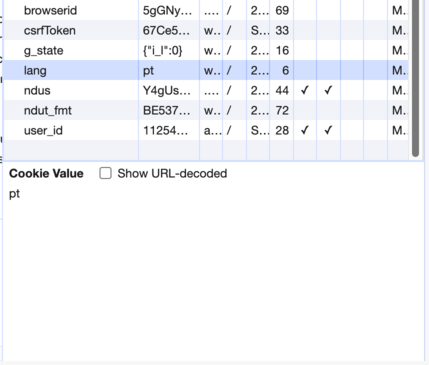 browserid 5gGNy... .... / 2... 69 M..
csrfToken 67Ce5... w.. / S... 33 M..
g_state {"i_l":0} w.. / 2... 16 M..
lang pt w.. / 2... 6 M..
ndus Y4gUs... .... / 2... 44 ✓ ✓ M..
ndut_fmt BE537... w.. / 2... 72 M..
user_id 11254... a... / S... 28 ✓ ✓ M..
Cookie Value Show URL-decoded
pt